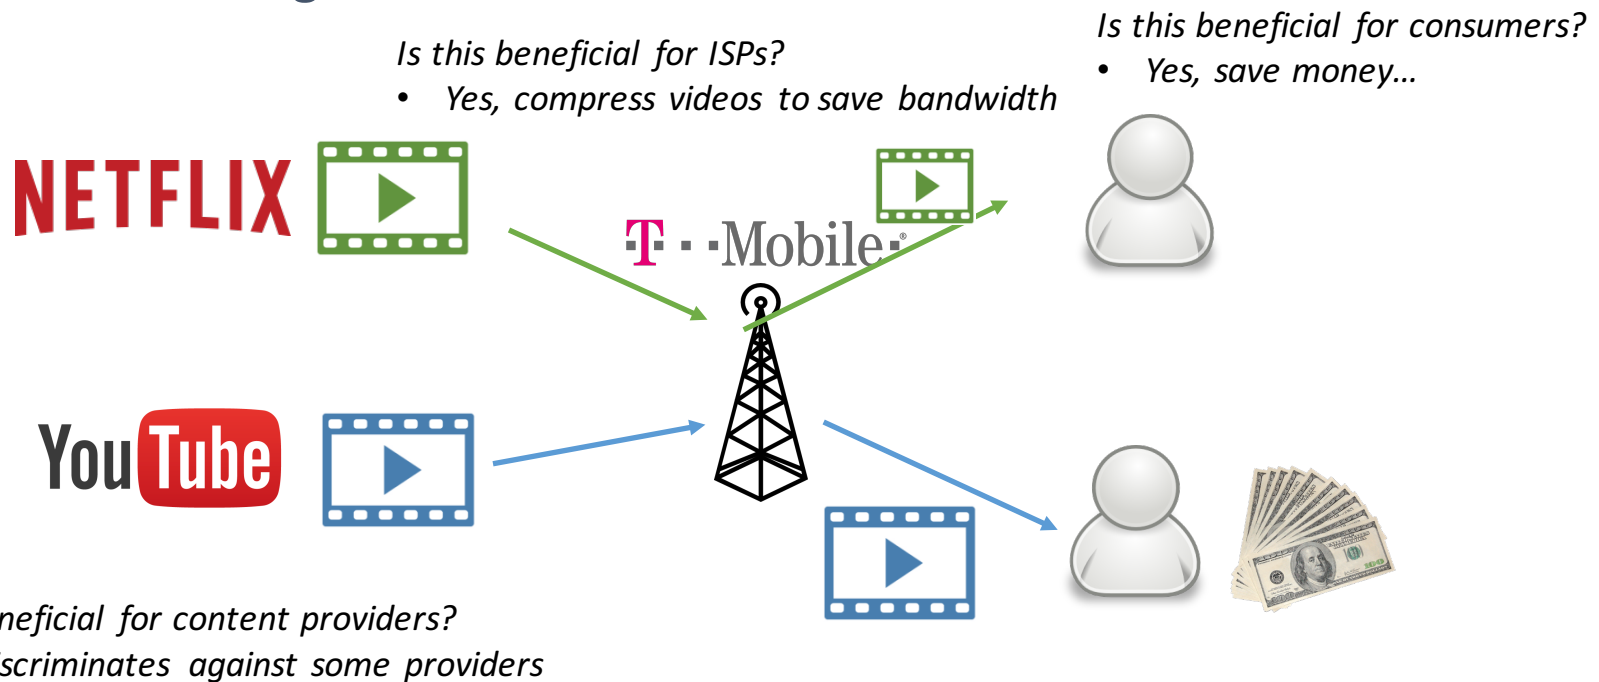 Is this beneficial for consumers?
• Yes, save money...
Is this beneficial for ISPs?
• Yes, compress videos to save bandwidth
NETFLIX
T··Mobile·®
YouTube
100
neficial for content providers?
scriminates against some providers